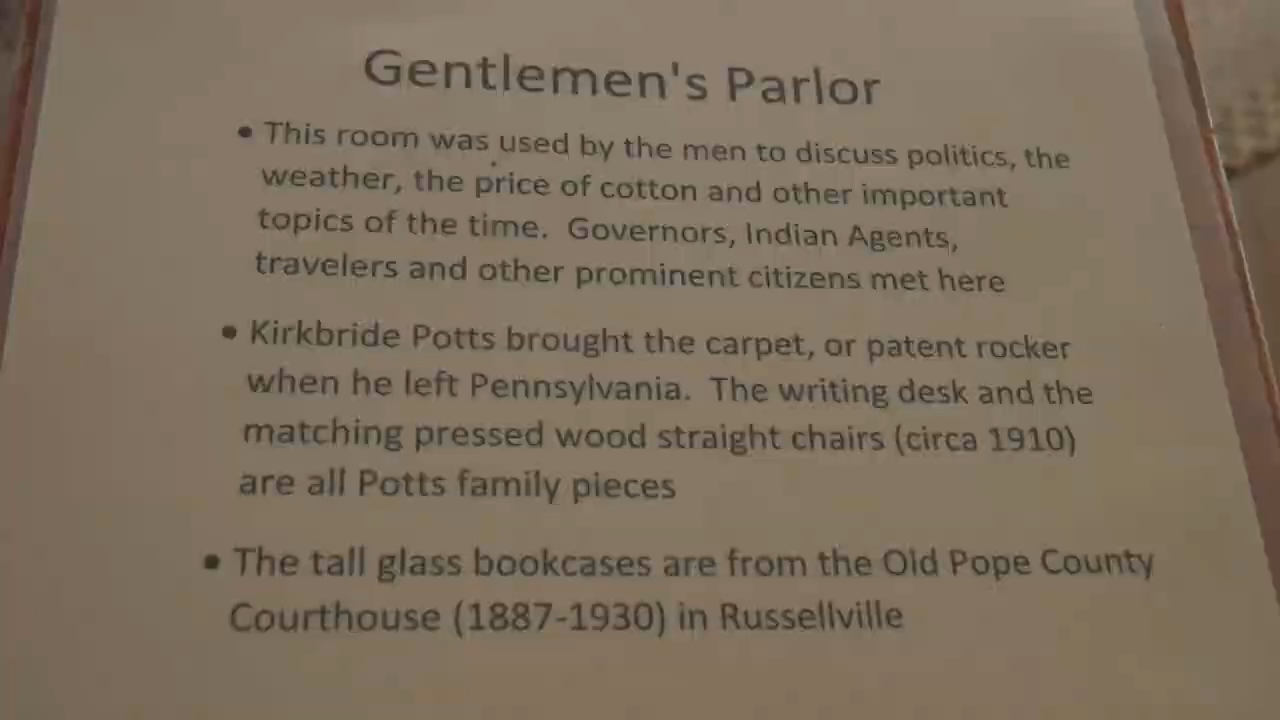 Gentlemen's Parlor
• This room was used by the men to discuss politics, the
weather, the price of cotton and other important
topics of the time. Governors, Indian Agents,
travelers and other prominent citizens met here
• Kirkbride Potts brought the carpet, or patent rocker
when he left Pennsylvania. The writing desk and the
matching pressed wood straight chairs (circa 1910)
are all Potts family pieces
• The tall glass bookcases are from the Old Pope County
Courthouse (1887-1930) in Russellville